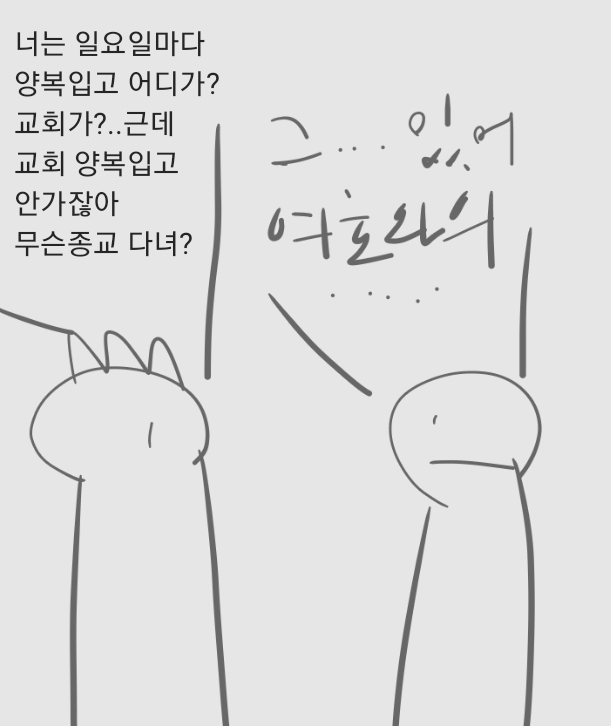 너는 일요일마다
양복입고 어디가?
교회가?..근데
교회 양복입고
안가잖아
무슨종교 다녀?
그.... 있어
여호와의
.....